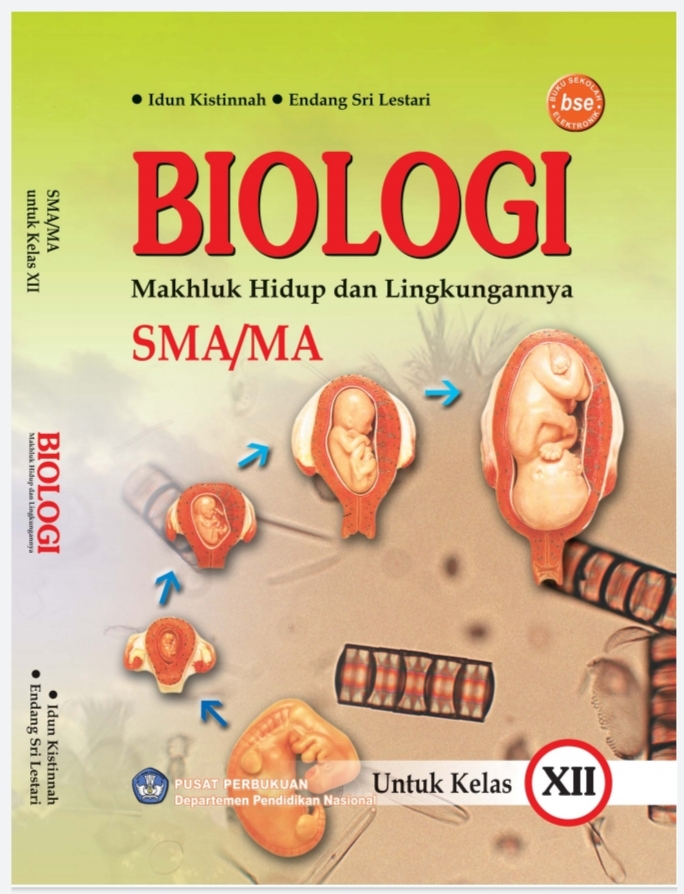 ● Idun Kistinnah ● Endang Sri Lestari
BUKU SEKOLAH
bse
ELEKTRONIK
BIOLOGI
Makhluk Hidup dan Lingkungannya
SMA/MA
PUSAT PERBUKUAN
Departemen Pendidikan Nasional
Untuk Kelas XII
SMA/MA
untuk Kelas XII
BIOLOGI
Makhluk Hidup dan Lingkungannya
● Idun Kistinnah
● Endang Sri Lestari